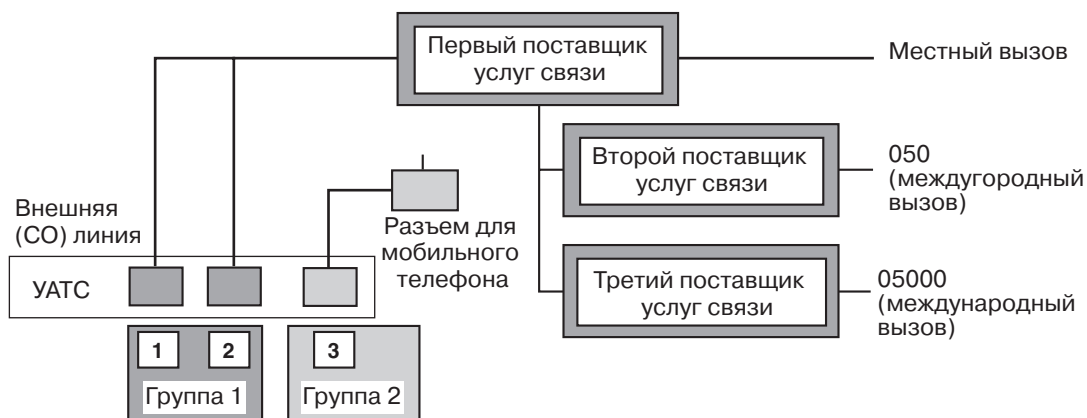 Первый поставщик
услуг связи
Местный вызов
Второй поставщик
услуг связи
050
(междугородный
вызов)
Внешняя
(CO) линия
Разъем для
мобильного
телефона
УАТС
Третий поставщик
услуг связи
05000
(международный
вызов)
1
2
3
Группа 1
Группа 2